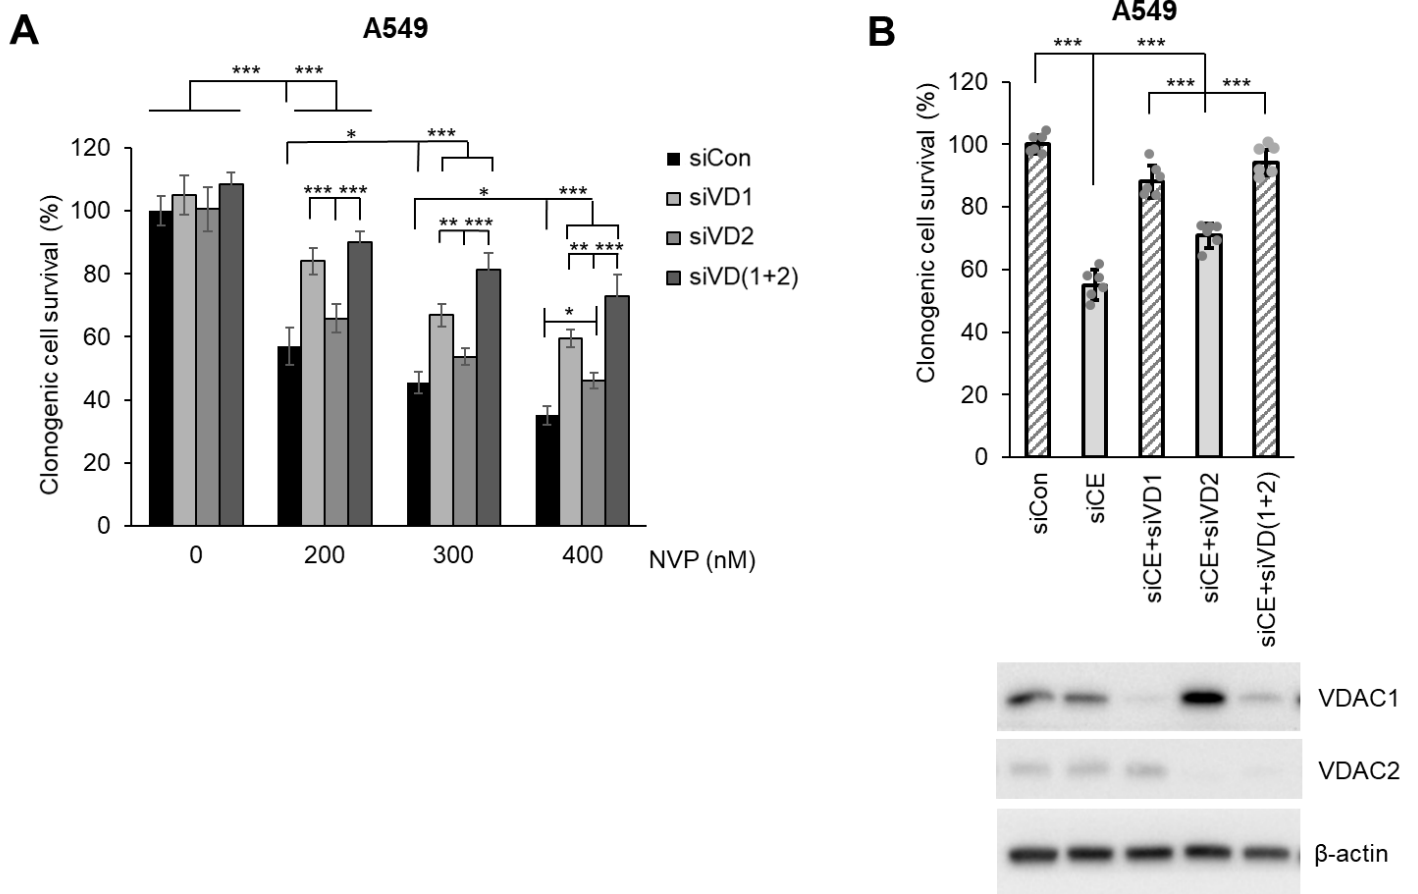 A
A549
*** ***
* ***
120
100
80
60
40
20
0
Clonogenic cell survival (%)
*** ***
* ***
** ***
** ***
*
siCon
siVD1
siVD2
siVD(1+2)
0 200 300 400 NVP (nM)
B
A549
*** ***
*** ***
120
100
80
60
40
20
0
Clonogenic cell survival (%)
siCon
siCE
siCE+siVD1
siCE+siVD2
siCE+siVD(1+2)
VDAC1
VDAC2
β-actin